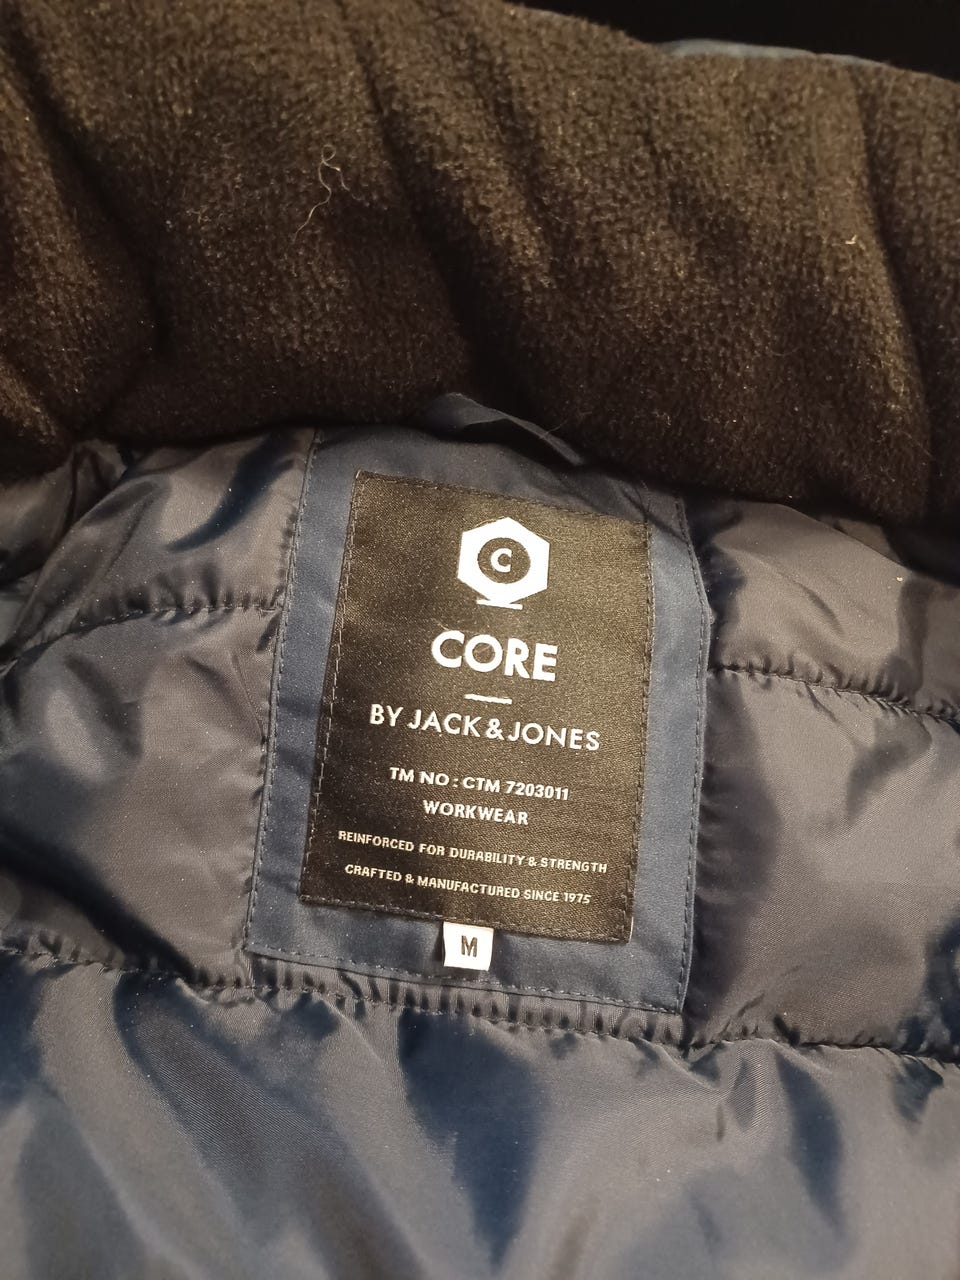 C
CORE
BY JACK & JONES
TM NO : CTM 7203011
WORKWEAR
REINFORCED FOR DURABILITY & STRENGTH
CRAFTED & MANUFACTURED SINCE 1975
M